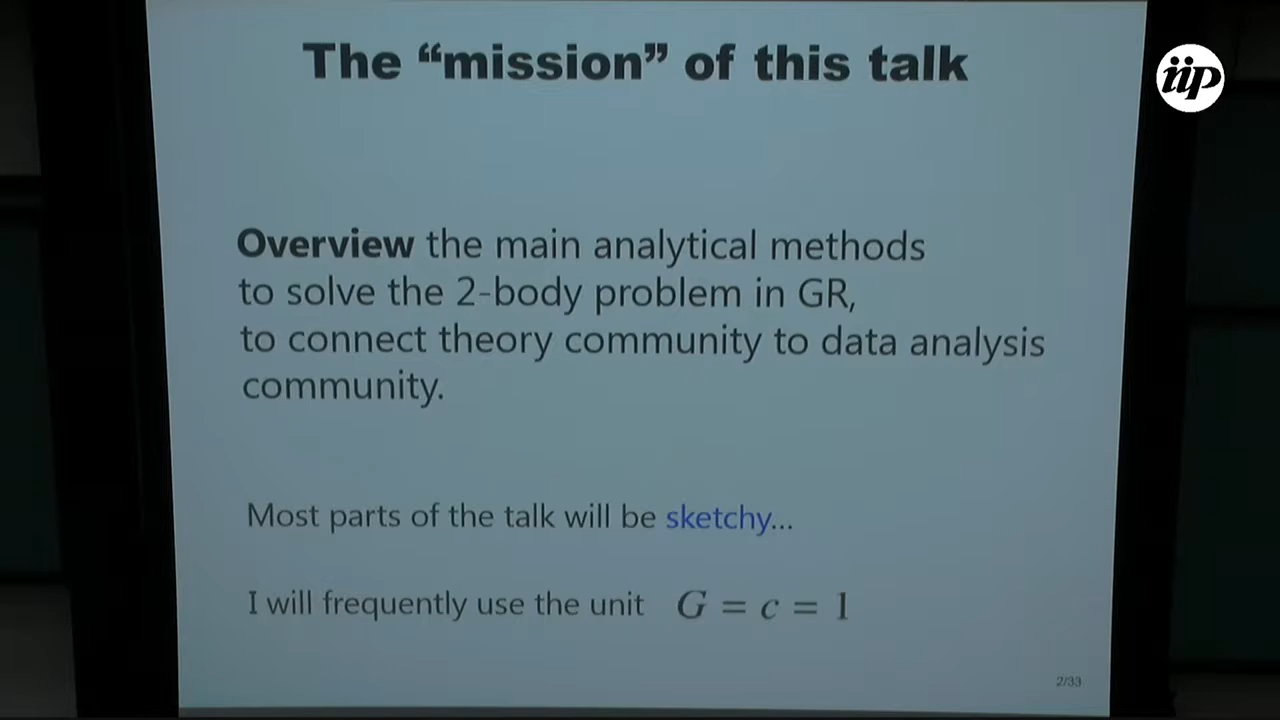 The “mission” of this talk
iip
Overview the main analytical methods
to solve the 2-body problem in GR,
to connect theory community to data analysis
community.
Most parts of the talk will be sketchy...
I will frequently use the unit G = c = 1
2/33